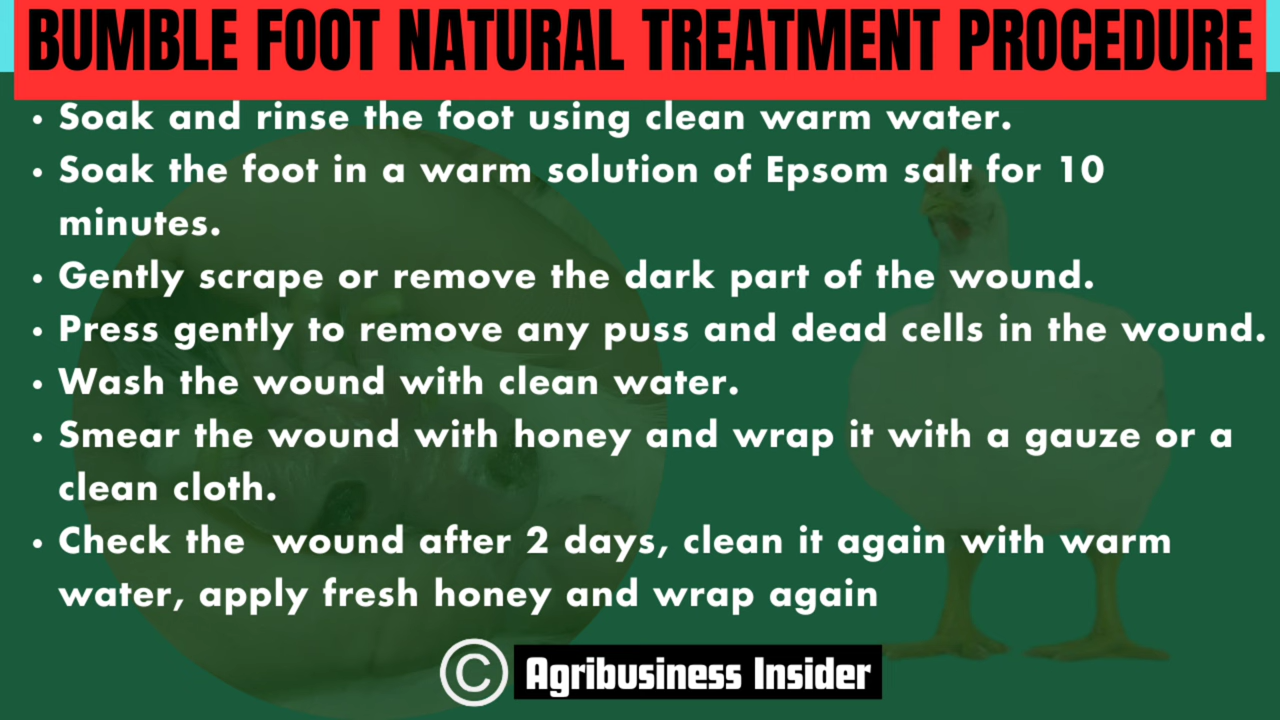 BUMBLE FOOT NATURAL TREATMENT PROCEDURE
• Soak and rinse the foot using clean warm water.
• Soak the foot in a warm solution of Epsom salt for 10
minutes.
• Gently scrape or remove the dark part of the wound.
• Press gently to remove any puss and dead cells in the wound.
• Wash the wound with clean water.
• Smear the wound with honey and wrap it with a gauze or a
clean cloth.
• Check the  wound after 2 days, clean it again with warm
water, apply fresh honey and wrap again
© Agribusiness Insider